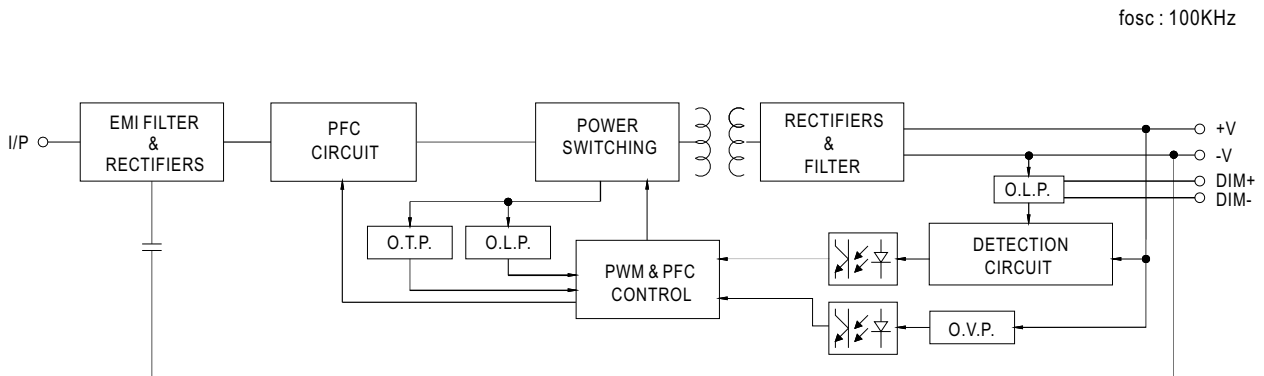 fosc : 100KHz
I/P
EMI FILTER
&
RECTIFIERS
PFC
CIRCUIT
POWER
SWITCHING
RECTIFIERS
&
FILTER
+V
-V
DIM+
DIM-
O.L.P.
O.T.P.
O.L.P.
PWM & PFC
CONTROL
DETECTION
CIRCUIT
O.V.P.